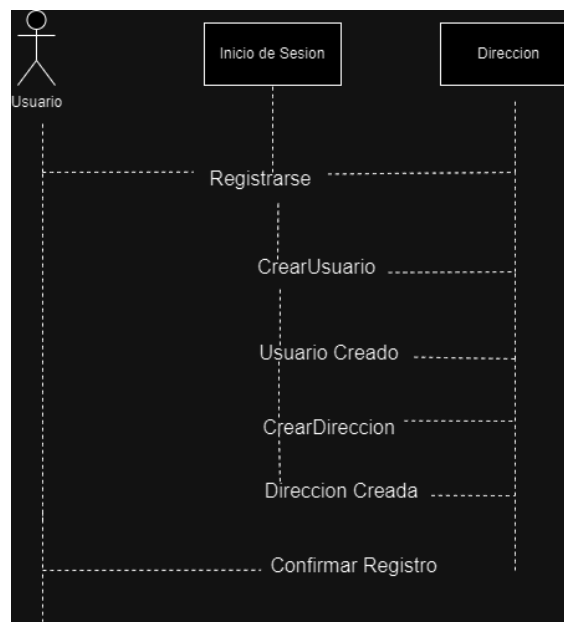 Usuario
Inicio de Sesion
Direccion
Registrarse
CrearUsuario
Usuario Creado
CrearDireccion
Direccion Creada
Confirmar Registro